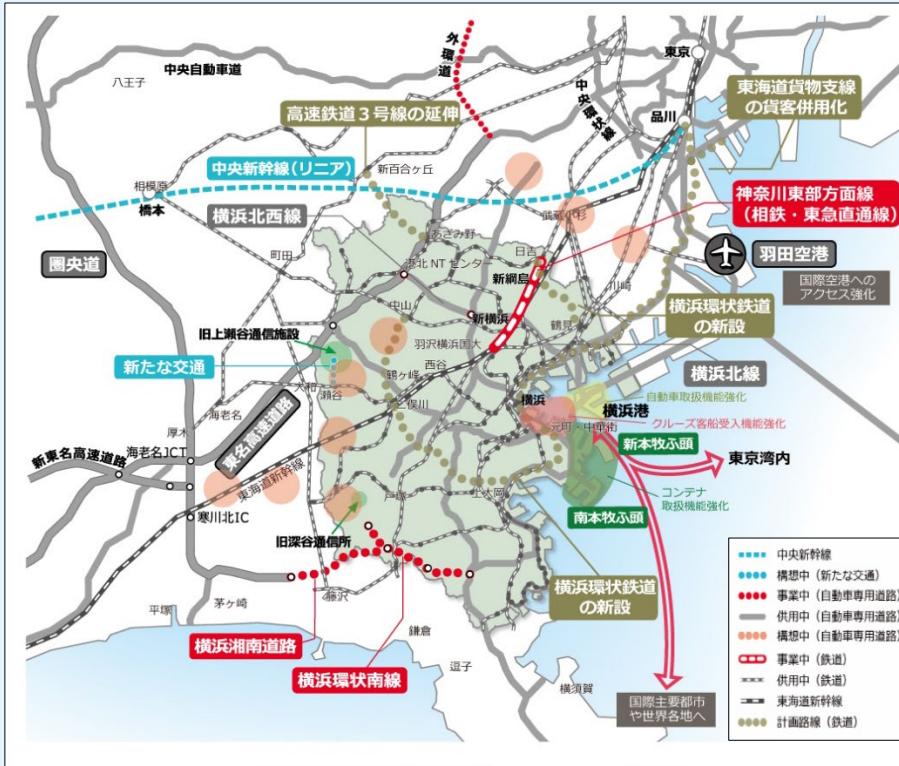 外環道
東京
中央自動車道
八王子
中央環状線
東海道貨物支線
の貨客併用化
高速鉄道3号線の延伸
品川
中央新幹線(リニア)
新百合ヶ丘
相模原
橋本
神奈川東部方面線
(相鉄・東急直通線)
横浜北西線
武蔵小杉
あざみ野
日吉
圏央道
町田
港北NTセンター
新綱島
羽田空港
国際空港への
アクセス強化
川崎
中山
新横浜
横浜環状鉄道
の新設
鶴見
旧上瀬谷通信施設
羽沢横浜国大
西谷
新たな交通
鶴ヶ峰
横浜北線
大和
瀬谷
二俣川
自動車取扱機能強化
海老名
横浜
横浜港
クルーズ客船受入機能強化
厚木
元町・中華街
東名高速道路
海老名JCT
新本牧ふ頭
東京湾内
新東名高速道路
東海道新幹線
上大岡
コンテナ
取扱機能強化
戸塚
南本牧ふ頭
寒川北IC
旧深谷通信所
横浜環状鉄道
の新設
藤沢
茅ヶ崎
平塚
鎌倉
横浜湘南道路
逗子
横浜環状南線
横須賀
国際主要都市
や世界各地へ
中央新幹線
構想中(新たな交通)
事業中(自動車専用道路)
供用中(自動車専用道路)
構想中(自動車専用道路)
事業中(鉄道)
供用中(鉄道)
東海道新幹線
計画路線(鉄道)